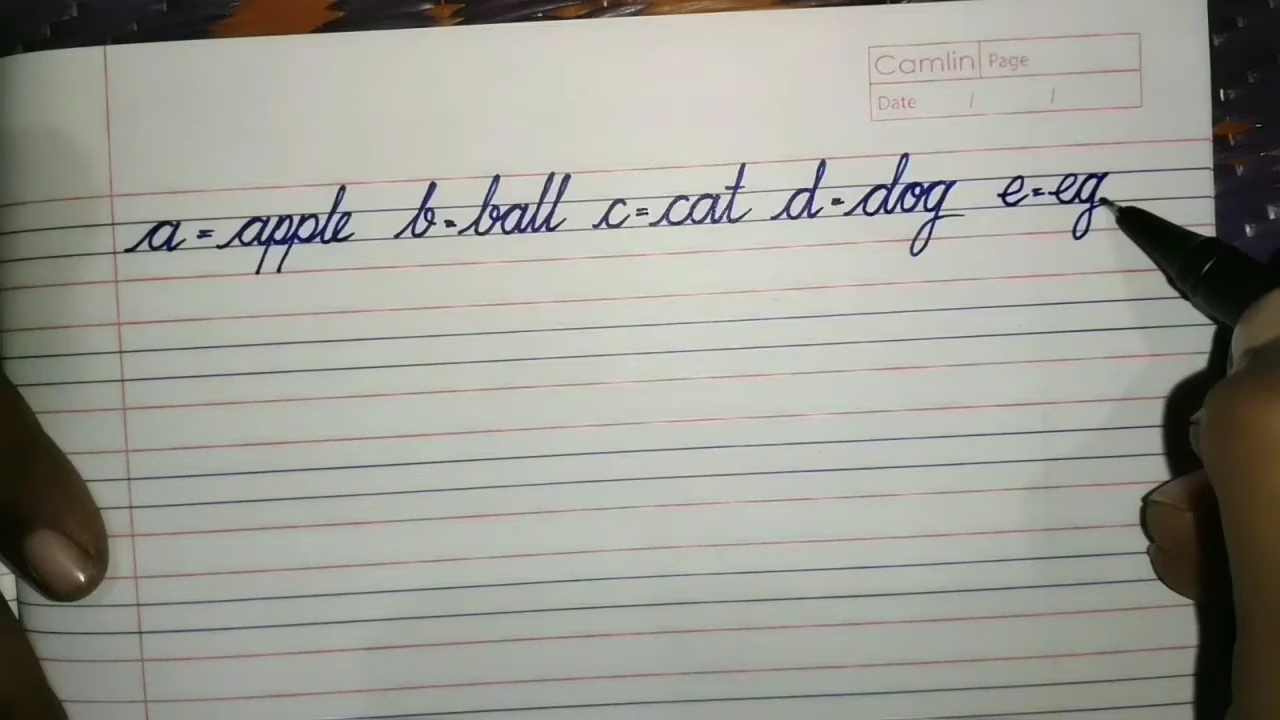 Camlin Page
Date / /
a = apple b = ball c = cat d = dog e = eg